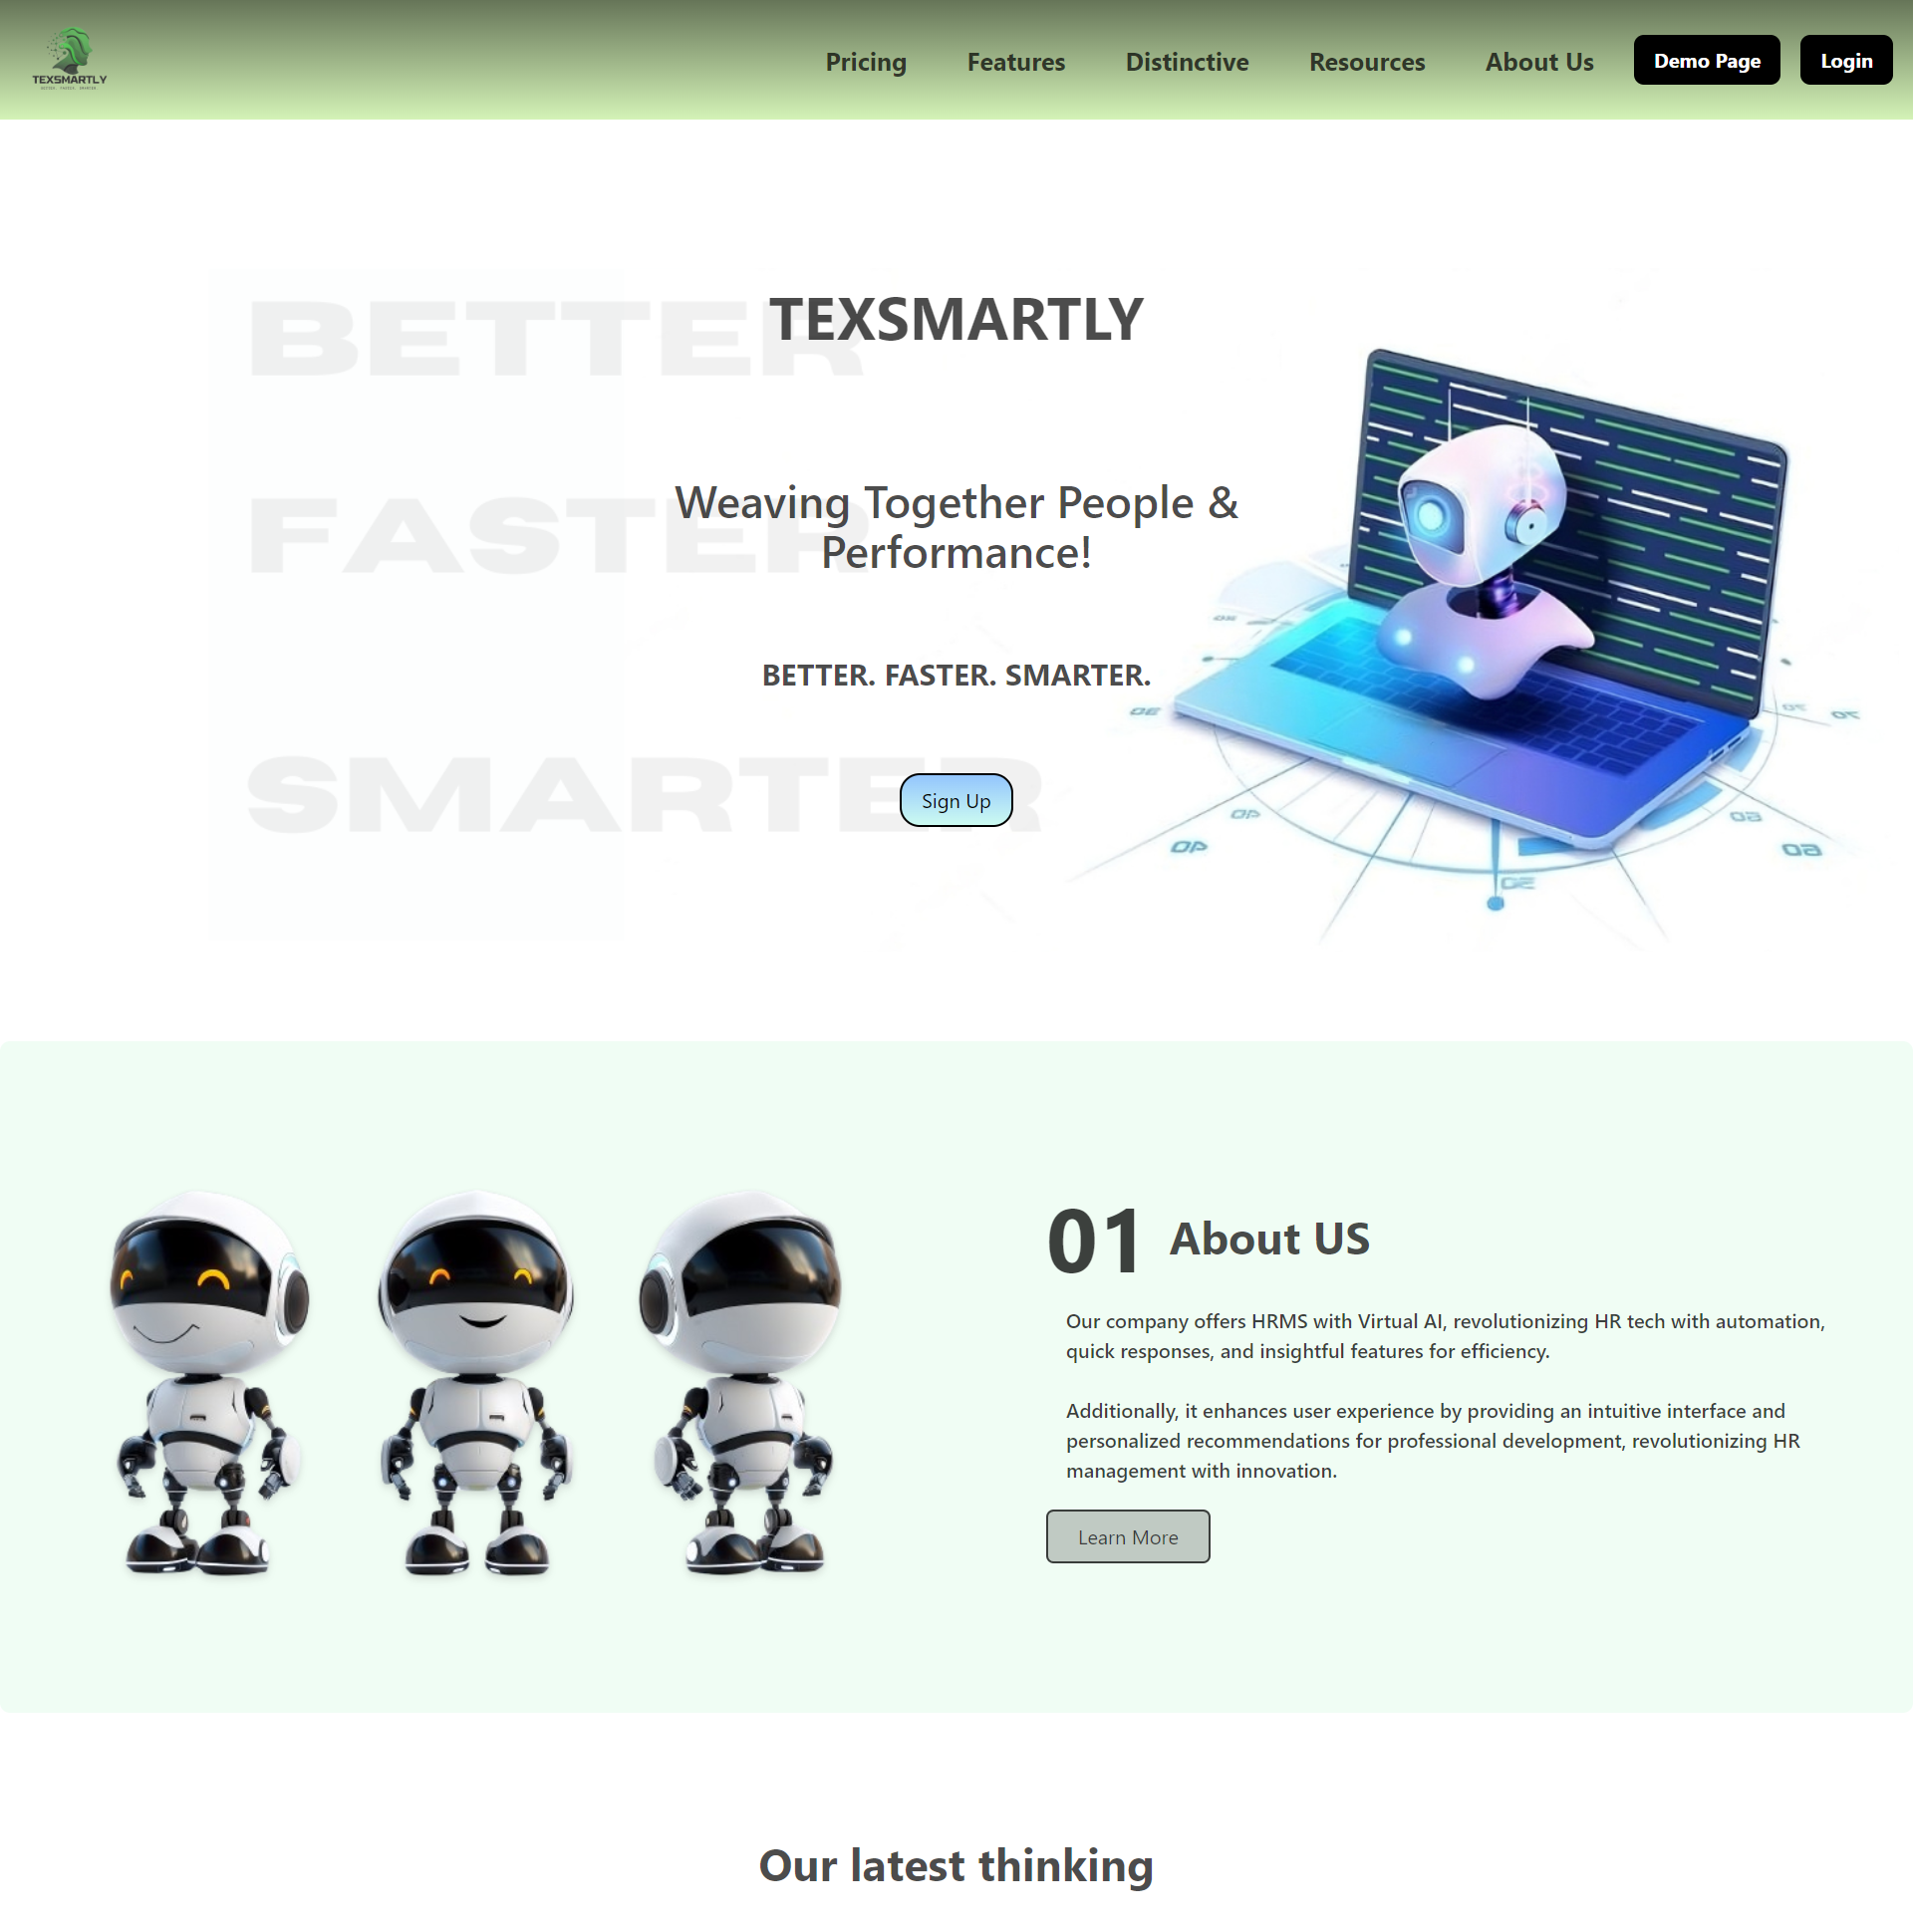 TEXSMARTLY
BETTER. FASTER. SMARTER
Pricing
Features
Distinctive
Resources
About Us
Demo Page
Login
BETTER
TEXSMARTLY
FASTER
Weaving Together People &
Performance!
BETTER. FASTER. SMARTER.
SMARTER
Sign Up
01 About US
Our company offers HRMS with Virtual AI, revolutionizing HR tech with automation,
quick responses, and insightful features for efficiency.
Additionally, it enhances user experience by providing an intuitive interface and
personalized recommendations for professional development, revolutionizing HR
management with innovation.
Learn More
Our latest thinking